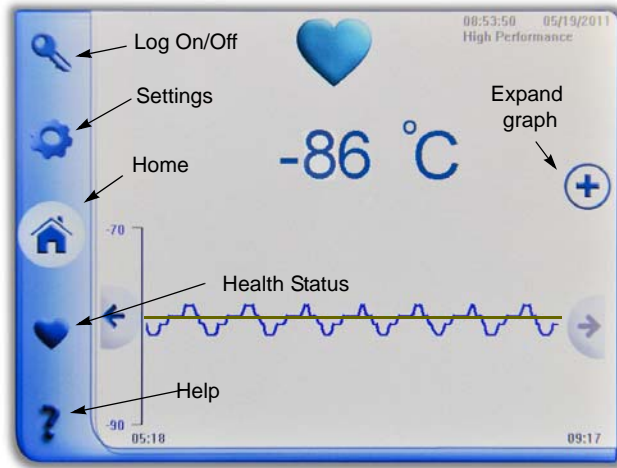 08:53:50 05/19/2011
High Performance
Log On/Off
Settings
Expand
graph
-86 °C
Home
-70
Health Status
Help
-90
05:18
09:17